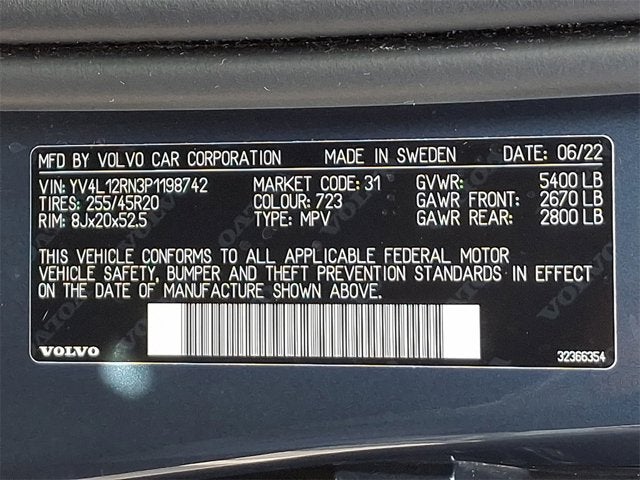 MFD BY VOLVO CAR CORPORATION MADE IN SWEDEN DATE: 06/22
VIN: YV4L12RN3P1198742 MARKET CODE: 31 GVWR: 5400 LB
TIRES: 255/45R20 COLOUR: 723 GAWR FRONT: 2670 LB
RIM: 8Jx20x52.5 TYPE: MPV GAWR REAR: 2800 LB
THIS VEHICLE CONFORMS TO ALL APPLICABLE FEDERAL MOTOR
VEHICLE SAFETY, BUMPER AND THEFT PREVENTION STANDARDS IN EFFECT
ON THE DATE OF MANUFACTURE SHOWN ABOVE.
VOLVO 32366354